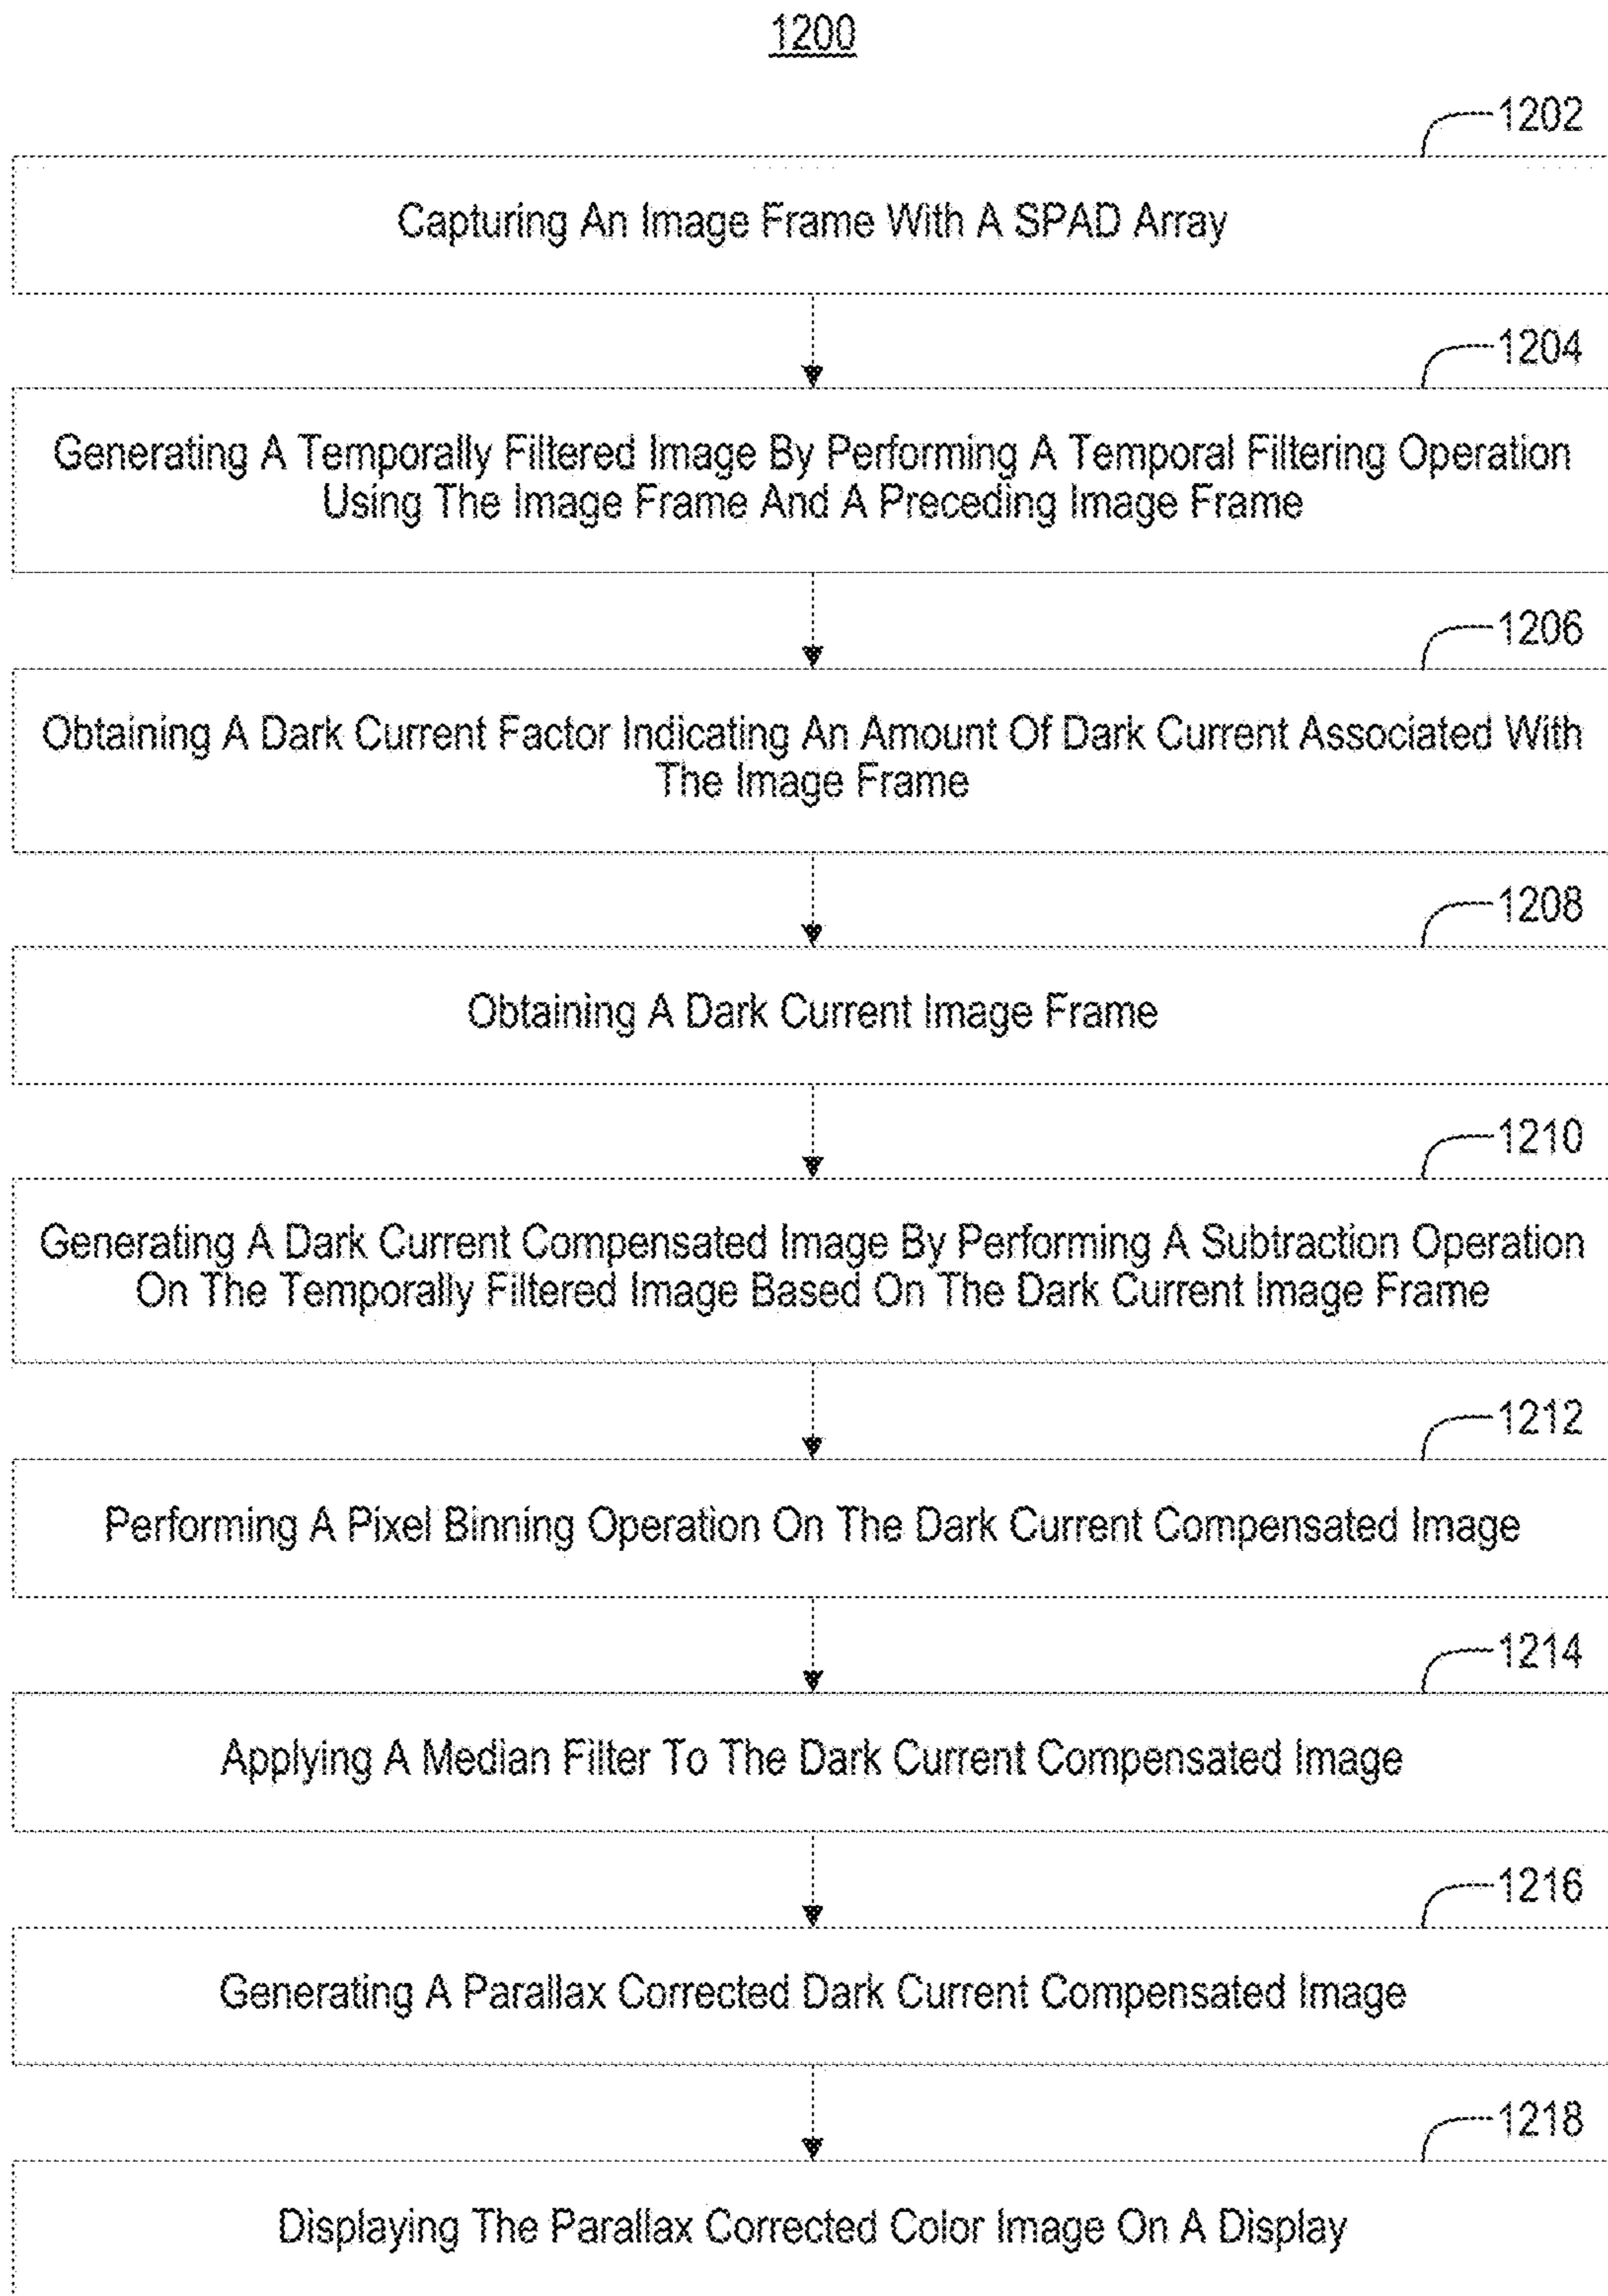 1200
1202
Capturing An Image Frame With A SPAD Array
1204
Generating A Temporally Filtered Image By Performing A Temporal Filtering Operation
Using The Image Frame And A Preceding Image Frame
1206
Obtaining A Dark Current Factor Indicating An Amount Of Dark Current Associated With
The Image Frame
1208
Obtaining A Dark Current Image Frame
1210
Generating A Dark Current Compensated Image By Performing A Subtraction Operation
On The Temporally Filtered Image Based On The Dark Current Image Frame
1212
Performing A Pixel Binning Operation On The Dark Current Compensated Image
1214
Applying A Median Filter To The Dark Current Compensated Image
1216
Generating A Parallax Corrected Dark Current Compensated Image
1218
Displaying The Parallax Corrected Color Image On A Display